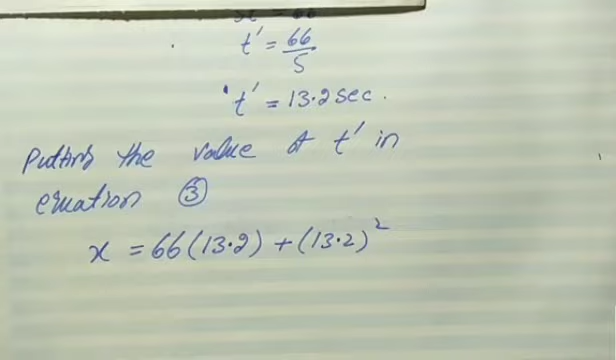 t' = 66/5
t' = 13.2 sec.
Putting the value of t' in
equation ③
x = 66(13.2) + (13.2)²